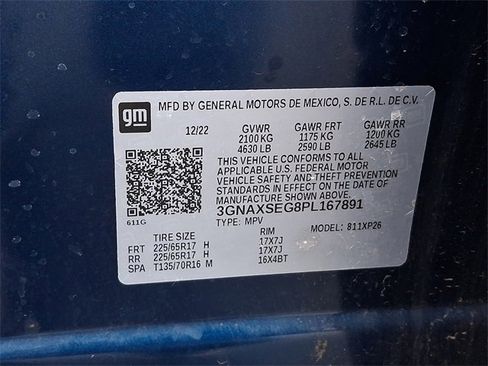 gm
MFD BY GENERAL MOTORS DE MEXICO, S. DE R.L. DE C.V.
12/22 GVWR GAWR FRT GAWR RR
2100 KG 1175 KG 1200 KG
4630 LB 2590 LB 2645 LB
THIS VEHICLE CONFORMS TO ALL
APPLICABLE U.S. FEDERAL MOTOR
VEHICLE SAFETY AND THEFT PREVENTION
STANDARDS IN EFFECT ON THE DATE OF
MANUFACTURE SHOWN ABOVE.
3GNAXSEG8PL167891
611G TYPE: MPV MODEL: 811XP26
TIRE SIZE RIM
FRT 225/65R17 H 17X7J
RR 225/65R17 H 17X7J
SPA T135/70R16 M 16X4BT